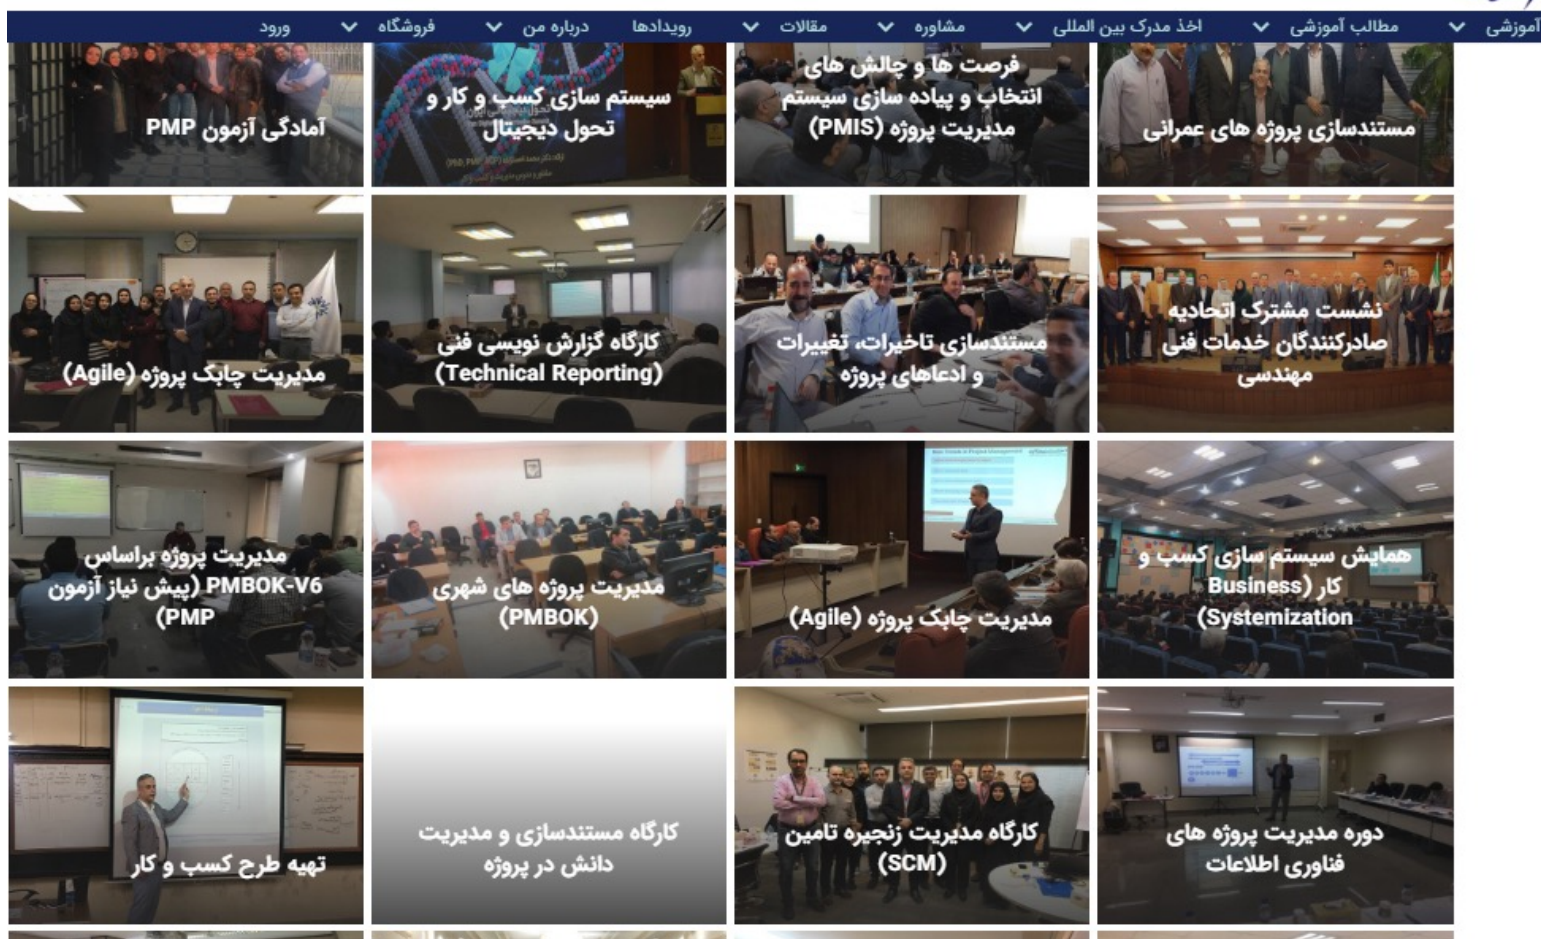 آموزشی
مطالب آموزشی
اخذ مدرک بین المللی
مشاوره
مقالات
رویدادها
درباره من
فروشگاه
ورود
مستندسازی پروژه های عمرانی
فرصت ها و چالش های
انتخاب و پیاده سازی سیستم
مدیریت پروژه (PMIS)
سیستم سازی کسب و کار و
تحول دیجیتال
آمادگی آزمون PMP
نشست مشترک اتحادیه
صادرکنندگان خدمات فنی
مهندسی
مستندسازی تاخیرات، تغییرات
و ادعاهای پروژه
کارگاه گزارش نویسی فنی
(Technical Reporting)
مدیریت چابک پروژه (Agile)
همایش سیستم سازی کسب و
کار (Business
Systemization)
مدیریت چابک پروژه (Agile)
مدیریت پروژه های شهری
(PMBOK)
مدیریت پروژه براساس
PMBOK-V6 (پیش نیاز آزمون
PMP)
دوره مدیریت پروژه های
فناوری اطلاعات
کارگاه مدیریت زنجیره تامین
(SCM)
کارگاه مستندسازی و مدیریت
دانش در پروژه
تهیه طرح کسب و کار